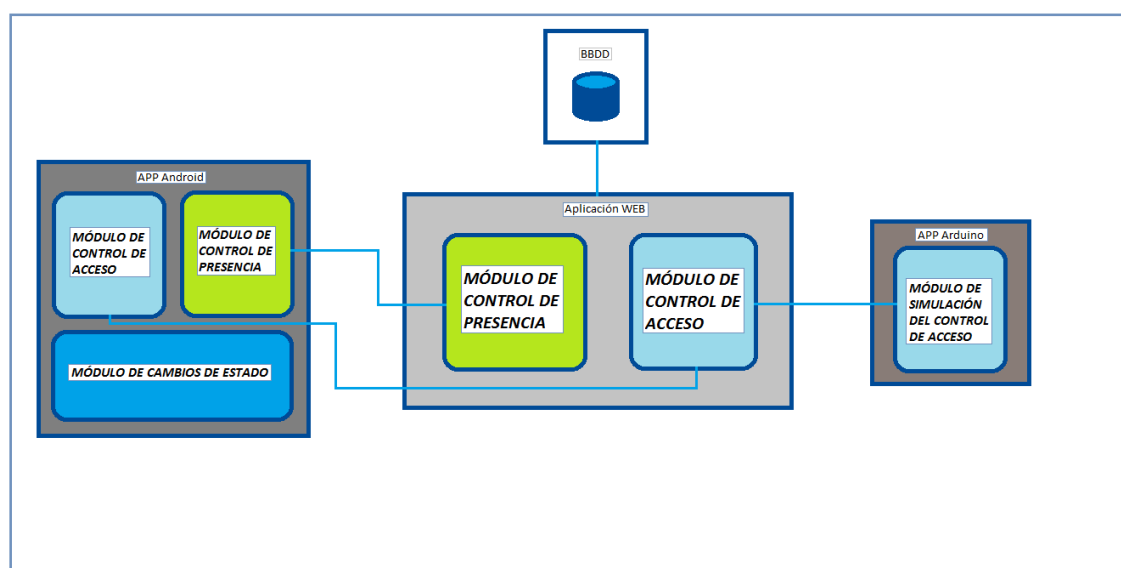 BBDD
APP Android
MÓDULO DE
CONTROL DE
ACCESO
MÓDULO DE
CONTROL DE
PRESENCIA
MÓDULO DE CAMBIOS DE ESTADO
Aplicación WEB
MÓDULO DE
CONTROL DE
PRESENCIA
MÓDULO DE
CONTROL DE
ACCESO
APP Arduino
MÓDULO DE
SIMULACIÓN
DEL CONTROL
DE ACCESO